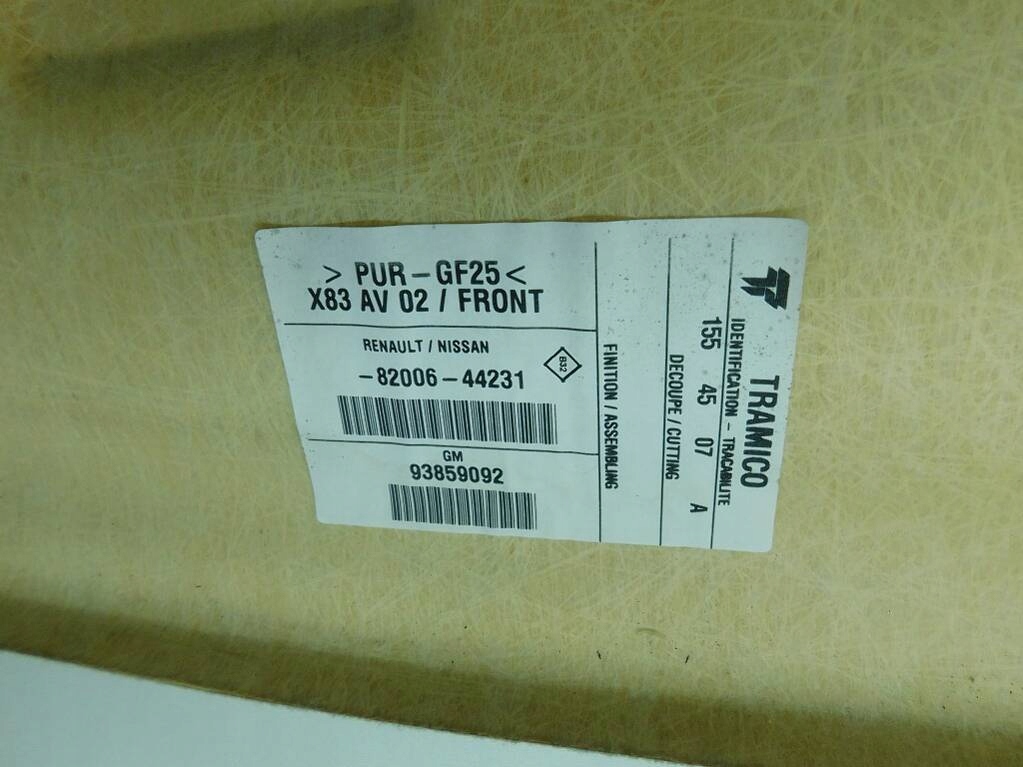 > PUR – GF25 <
X83 AV 02 / FRONT
RENAULT / NISSAN
B32
–82006–44231
GM
93859092
TRAMICO
IDENTIFICATION – TRACABILITE
155 45 07 A
DECOUPE / CUTTING
FINITION / ASSEMBLING